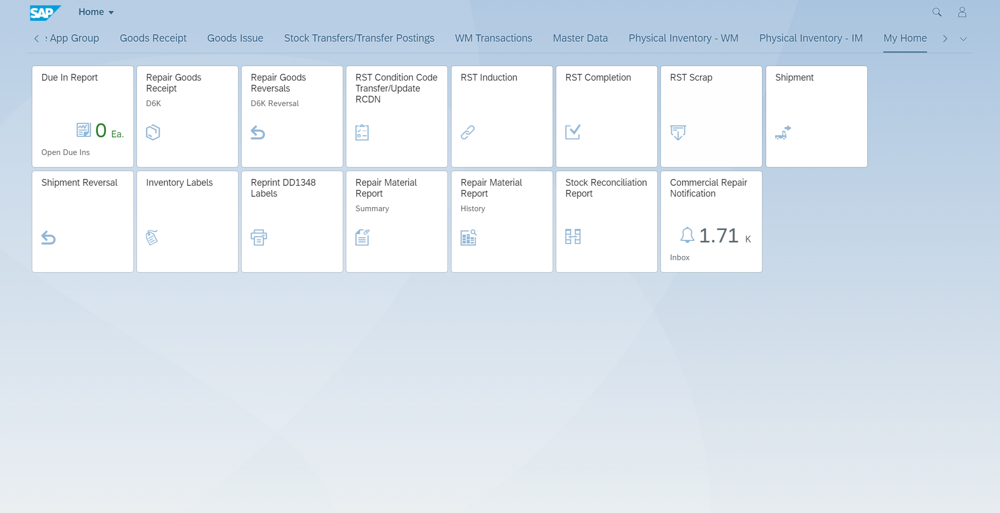 SAP
Home
App Group
Goods Receipt
Goods Issue
Stock Transfers/Transfer Postings
WM Transactions
Master Data
Physical Inventory - WM
Physical Inventory - IM
My Home
Due In Report
0 Ea.
Open Due Ins
Repair Goods
Receipt
D6K
Repair Goods
Reversals
D6K Reversal
RST Condition Code
Transfer/Update
RCDN
RST Induction
RST Completion
RST Scrap
Shipment
Shipment Reversal
Inventory Labels
Reprint DD1348
Labels
Repair Material
Report
Summary
Repair Material
Report
History
Stock Reconciliation
Report
Commercial Repair
Notification
1.71 K
Inbox